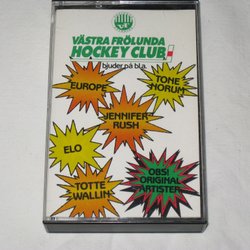 VÄSTRA FRÖLUNDA
HOCKEY CLUB
bjuder på bl.a.
EUROPE
TONE
NORUM
JENNIFER
RUSH
ELO
OBS!
ORIGINAL
ARTISTER
TOTTE
WALLIN